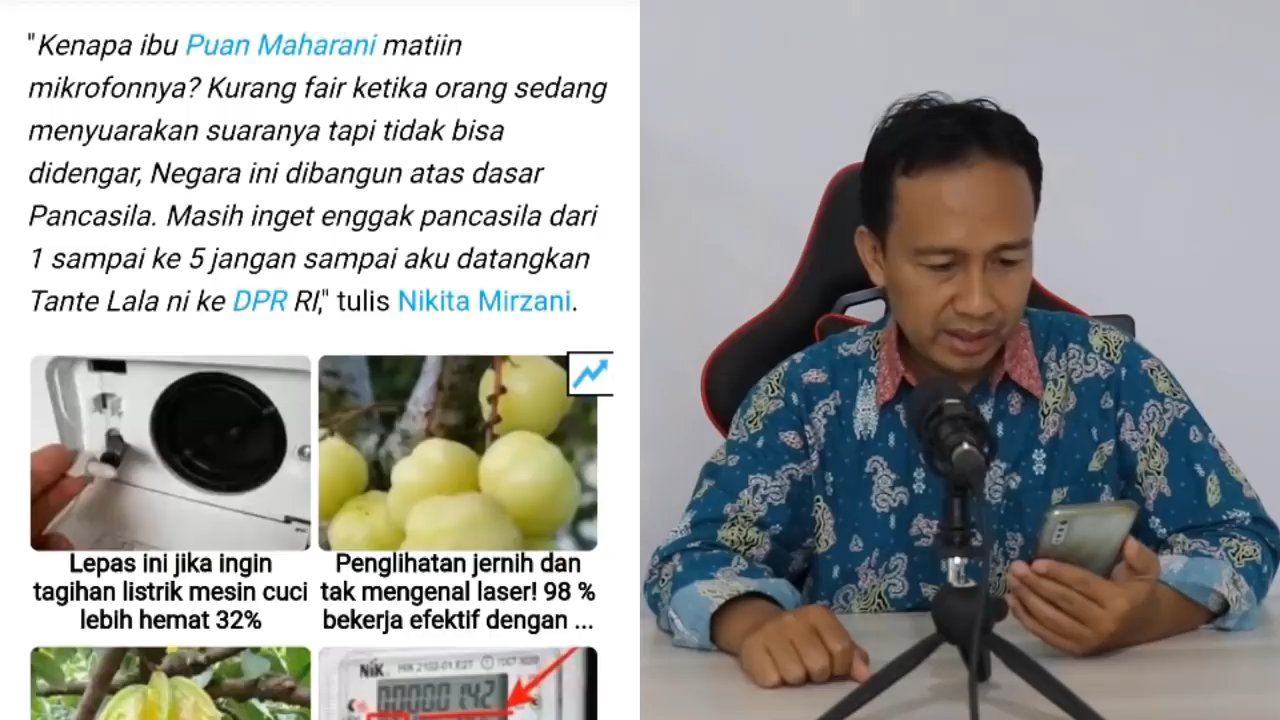 "Kenapa ibu Puan Maharani matiin
mikrofonnya? Kurang fair ketika orang sedang
menyuarakan suaranya tapi tidak bisa
didengar, Negara ini dibangun atas dasar
Pancasila. Masih inget enggak pancasila dari
1 sampai ke 5 jangan sampai aku datangkan
Tante Lala ni ke DPR RI," tulis Nikita Mirzani.
Lepas ini jika ingin
tagihan listrik mesin cuci
lebih hemat 32%
Penglihatan jernih dan
tak mengenal laser! 98 %
bekerja efektif dengan ...
Nik